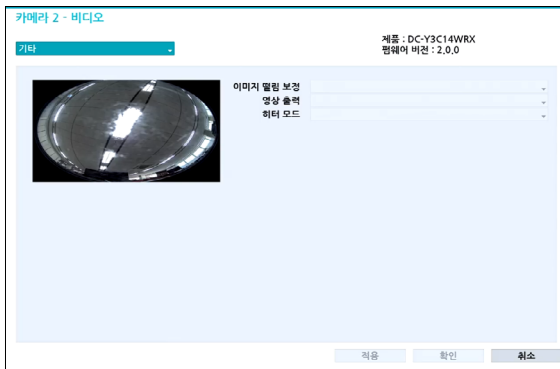 카메라 2 - 비디오
기타
제품 : DC-Y3C14WRX
펌웨어 버전 : 2.0.0
이미지 떨림 보정
영상 출력
히터 모드
적용
확인
취소